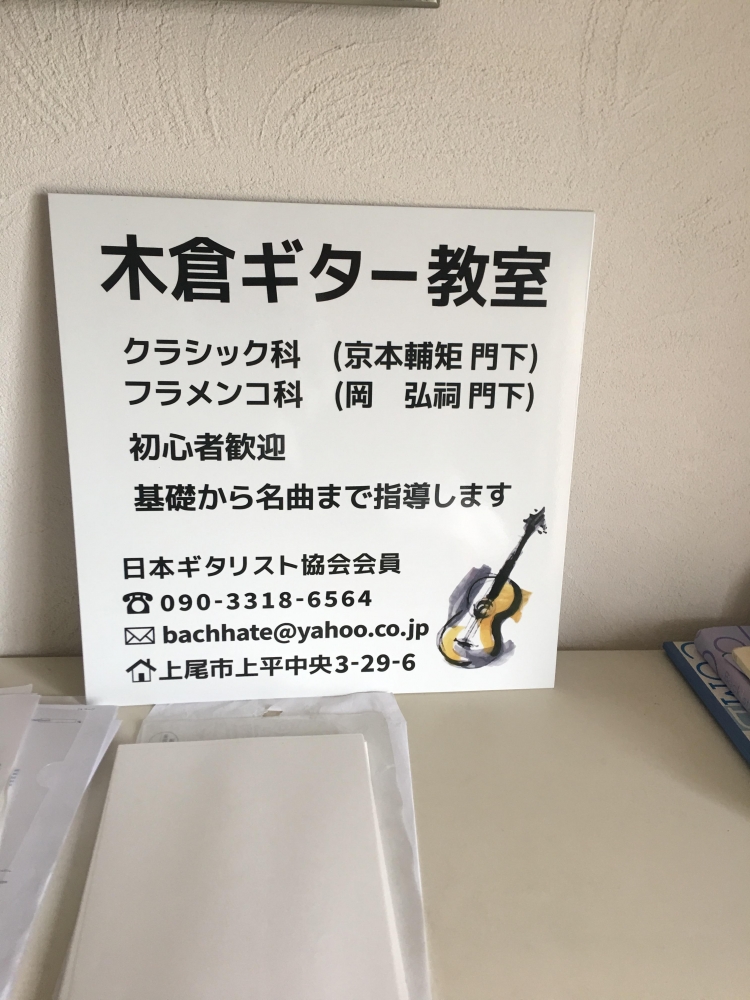 木倉ギター教室
クラシック科　(京本輔矩 門下)
フラメンコ科　(岡　弘祠 門下)
初心者歓迎
基礎から名曲まで指導します
日本ギタリスト協会会員
☎090-3318-6564
✉bachhate@yahoo.co.jp
上尾市上平中央3-29-6